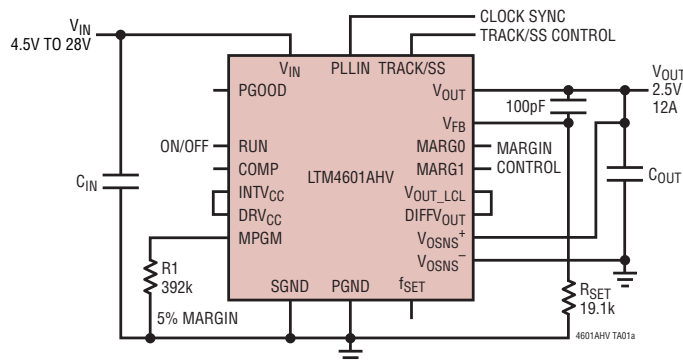 CLOCK SYNC
TRACK/SS CONTROL
VIN
4.5V TO 28V
VIN PLLIN TRACK/SS
PGOOD
VOUT
VOUT
2.5V
12A
100pF
VFB
ON/OFF RUN
MARG0
MARGIN
CONTROL
COMP
LTM4601AHV
MARG1
CIN
INTVCC
VOUT_LCL
COUT
DRVCC
DIFFVOUT
MPGM
VOSNS+
VOSNS−
R1
392k
SGND PGND fSET
RSET
19.1k
5% MARGIN
4601AHV TA01a